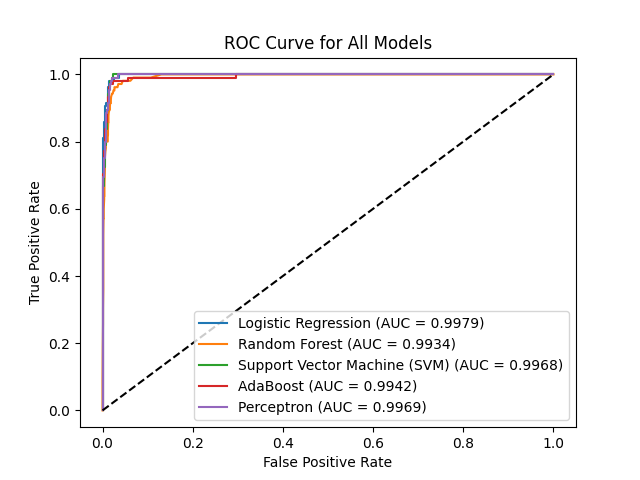 ROC Curve for All Models
True Positive Rate
1.0
0.8
0.6
0.4
0.2
0.0
Logistic Regression (AUC = 0.9979)
Random Forest (AUC = 0.9934)
Support Vector Machine (SVM) (AUC = 0.9968)
AdaBoost (AUC = 0.9942)
Perceptron (AUC = 0.9969)
0.0 0.2 0.4 0.6 0.8 1.0
False Positive Rate